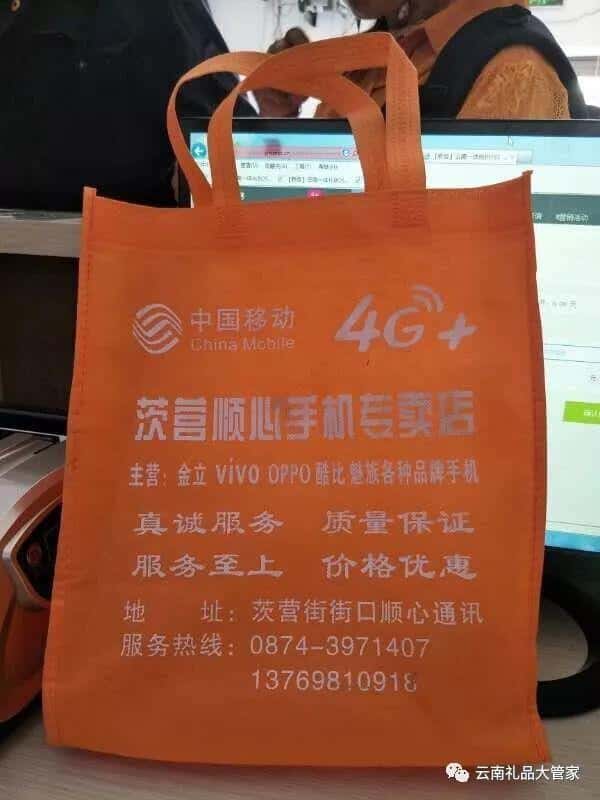 中国移动
China Mobile
4G+
茨营顺心手机专卖店
主营：金立 vivo OPPO 酷比 魅族各种品牌手机
真诚服务 质量保证
服务至上 价格优惠
地 址：茨营街街口顺心通讯
服务热线：0874-3971407
13769810918
云南礼品大管家